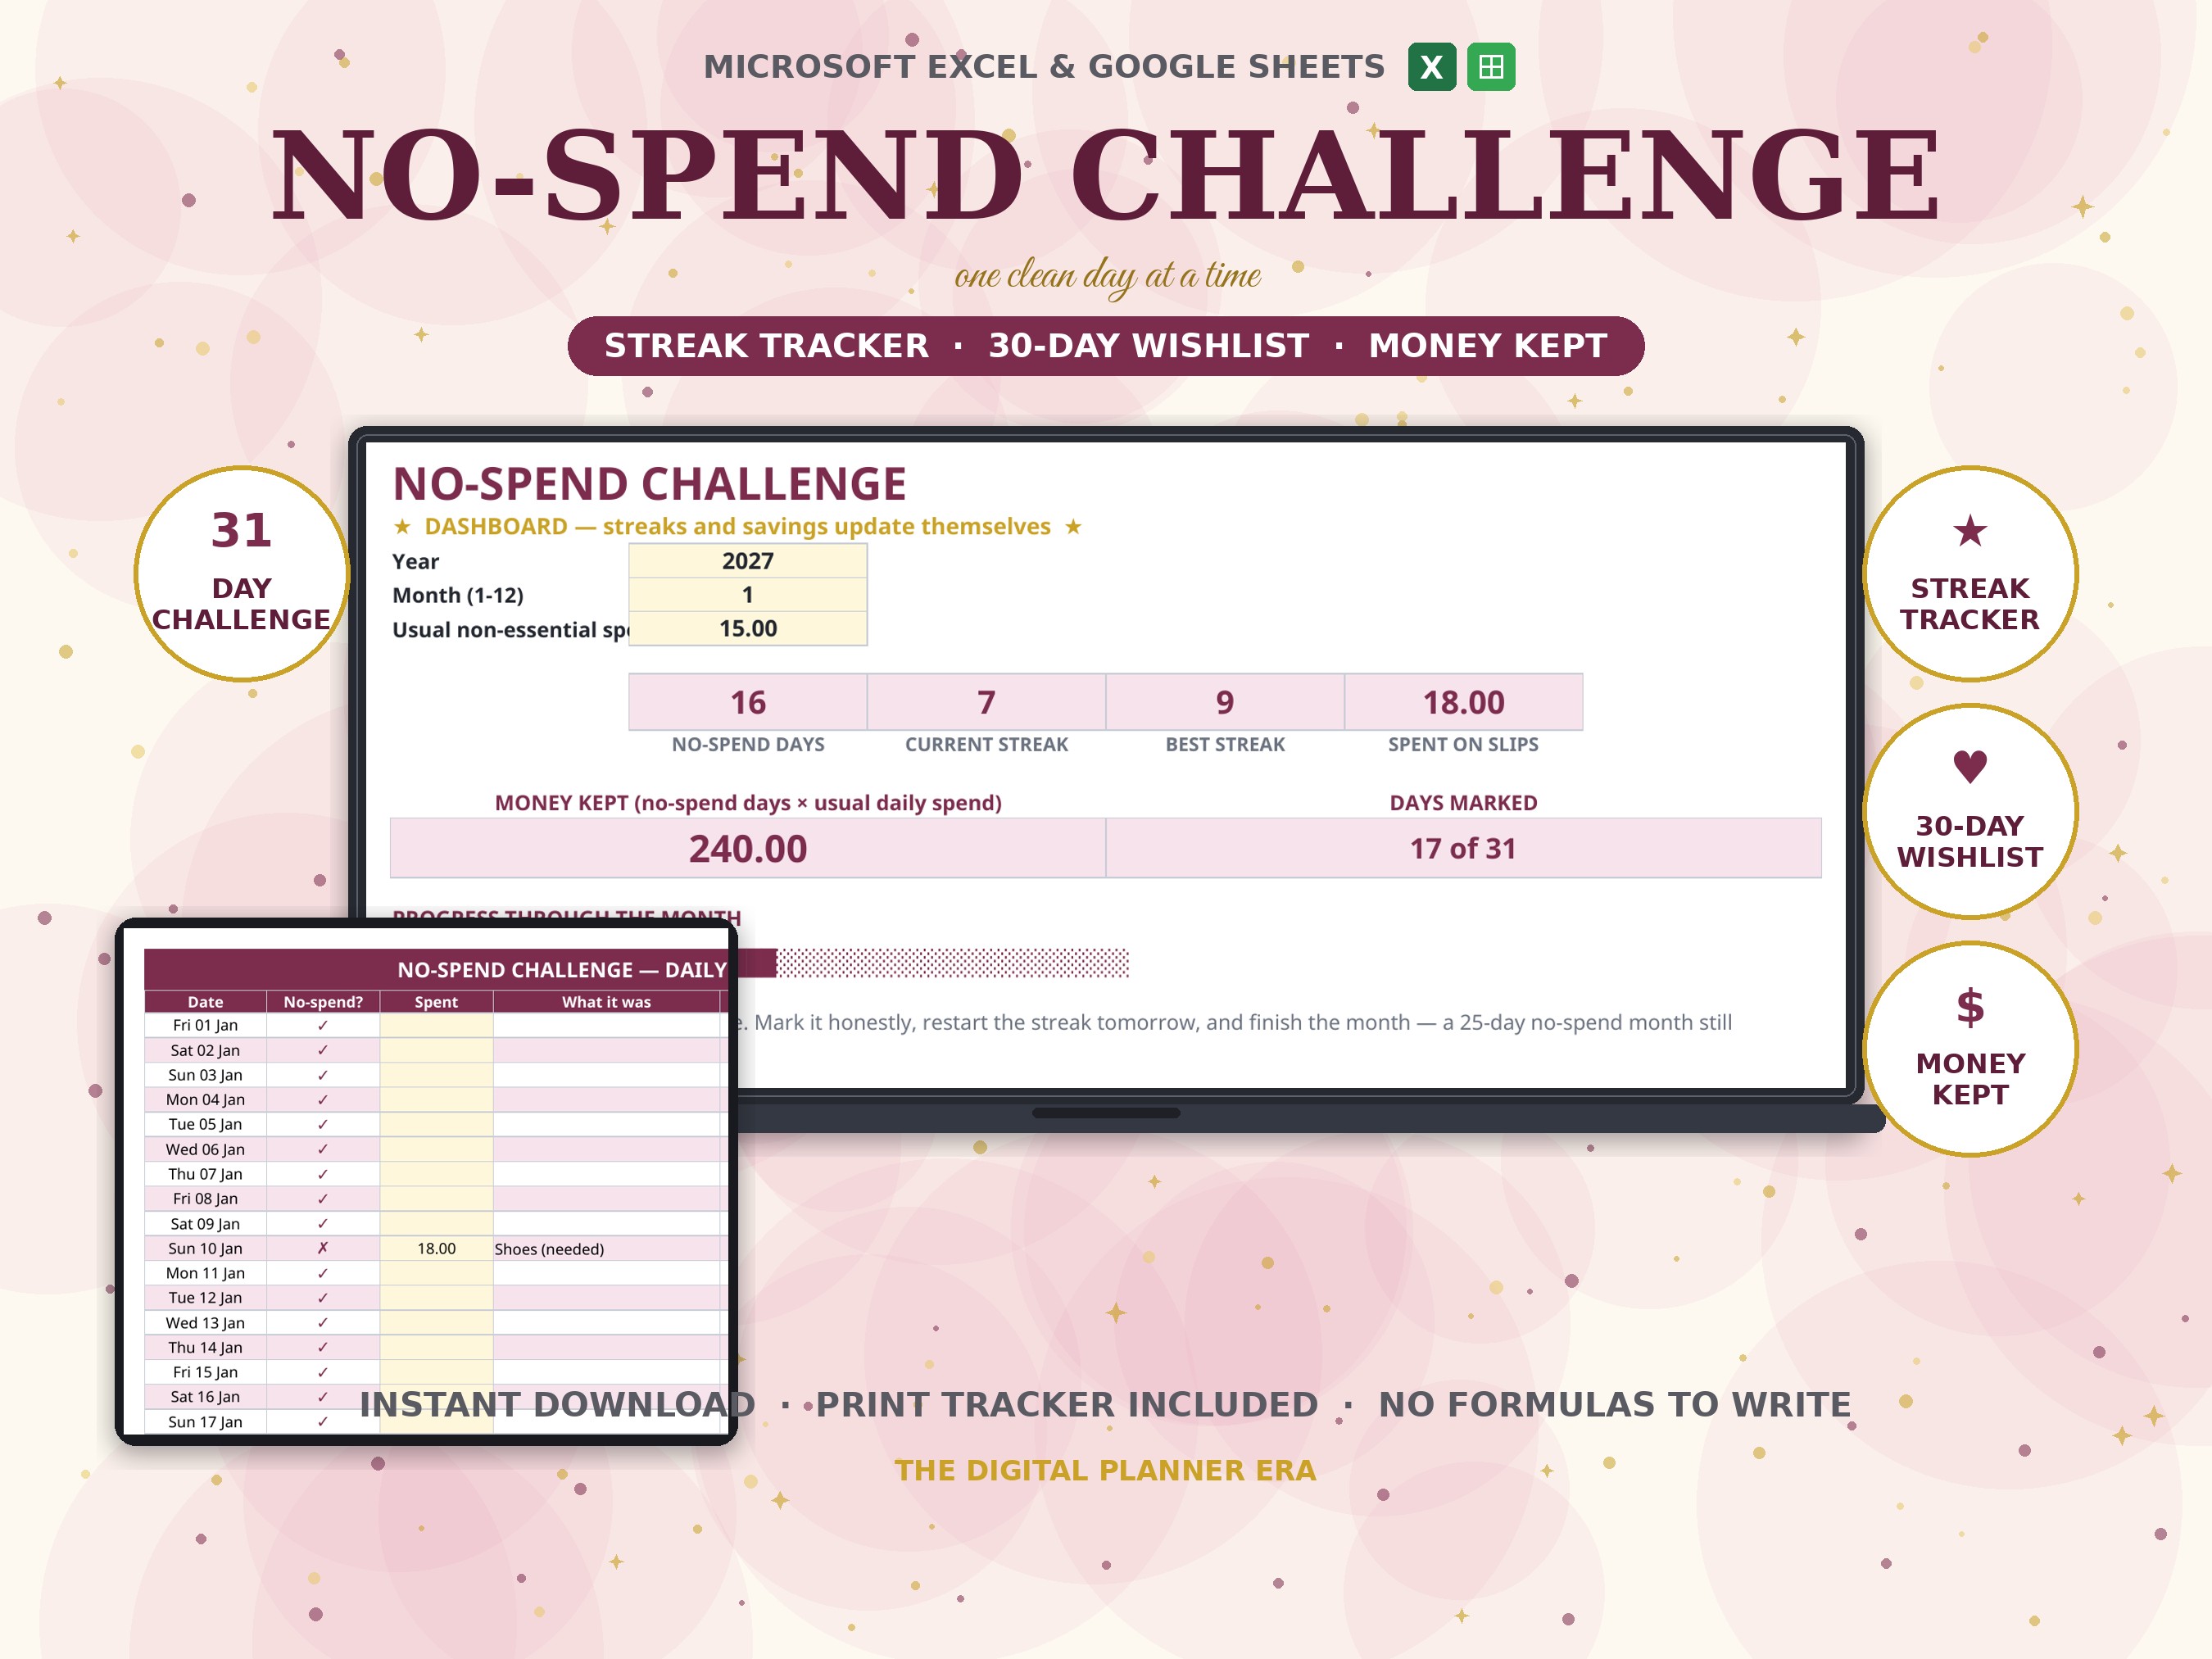 MICROSOFT EXCEL & GOOGLE SHEETS X
NO-SPEND CHALLENGE
one clean day at a time
STREAK TRACKER · 30-DAY WISHLIST · MONEY KEPT
31
DAY
CHALLENGE
NO-SPEND CHALLENGE
★ DASHBOARD — streaks and savings update themselves ★
Year 2027
Month (1-12) 1
Usual non-essential 15.00
16 7 9 18.00
NO-SPEND DAYS CURRENT STREAK BEST STREAK SPENT ON SLIPS
MONEY KEPT (no-spend days × usual daily spend) DAYS MARKED
240.00 17 of 31
PROGRESS THROUGH THE MONTH
Mark it honestly, restart the streak tomorrow, and finish the month — a 25-day no-spend month still
★
STREAK
TRACKER
♥
30-DAY
WISHLIST
$
MONEY
KEPT
NO-SPEND CHALLENGE — DAILY
Date No-spend? Spent What it was
Fri 01 Jan ✓
Sat 02 Jan ✓
Sun 03 Jan ✓
Mon 04 Jan ✓
Tue 05 Jan ✓
Wed 06 Jan ✓
Thu 07 Jan ✓
Fri 08 Jan ✓
Sat 09 Jan ✓
Sun 10 Jan ✗ 18.00 Shoes (needed)
Mon 11 Jan ✓
Tue 12 Jan ✓
Wed 13 Jan ✓
Thu 14 Jan ✓
Fri 15 Jan ✓
Sat 16 Jan ✓
Sun 17 Jan ✓
INSTANT DOWNLOAD · PRINT TRACKER INCLUDED · NO FORMULAS TO WRITE
THE DIGITAL PLANNER ERA